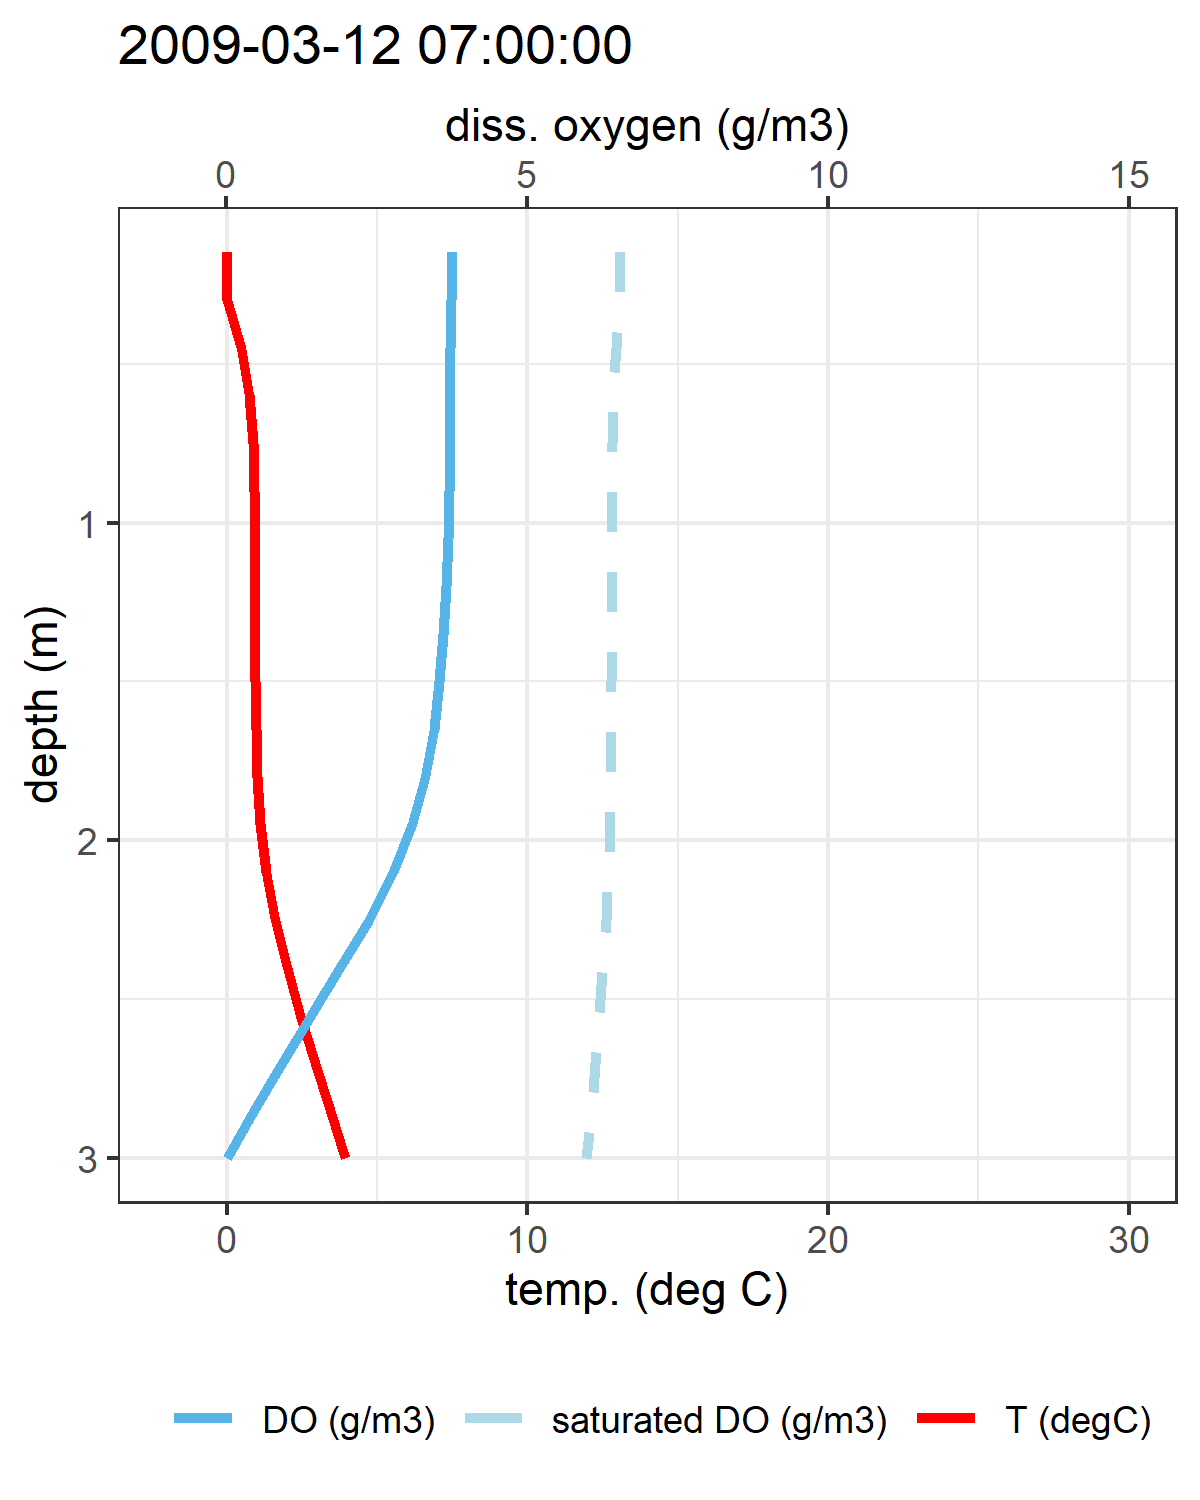 2009-03-12 07:00:00
diss. oxygen (g/m3)
0 5 10 15
depth (m)
1
2
3
0 10 20 30
temp. (deg C)
DO (g/m3) saturated DO (g/m3) T (degC)